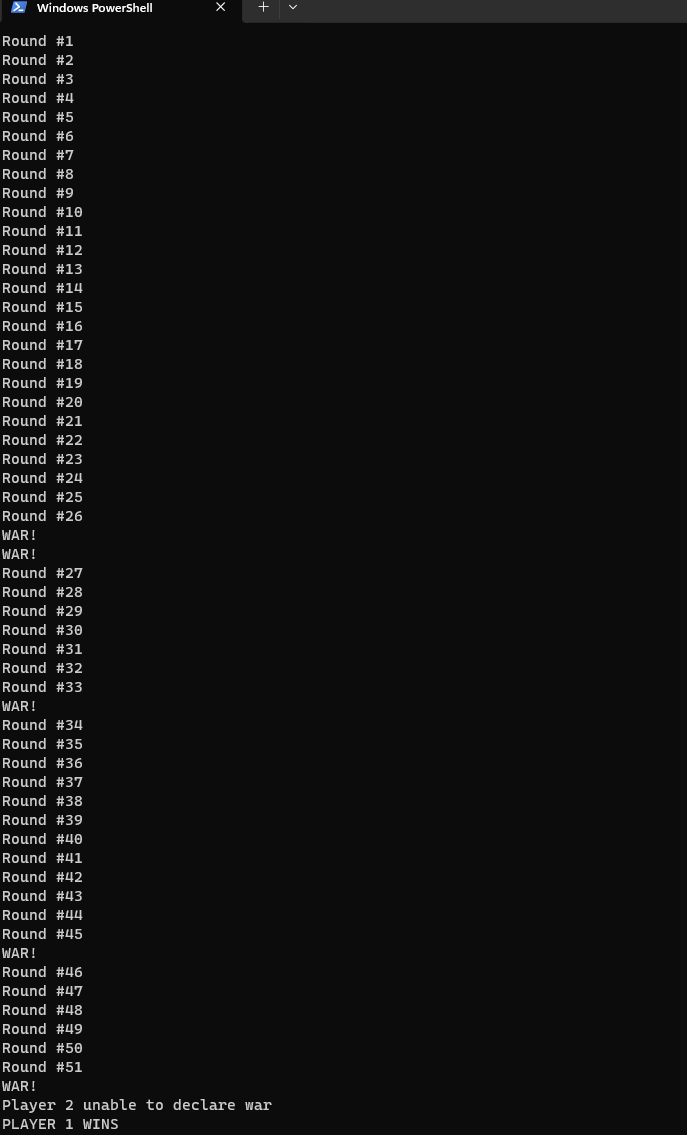 Windows PowerShell
Round #1
Round #2
Round #3
Round #4
Round #5
Round #6
Round #7
Round #8
Round #9
Round #10
Round #11
Round #12
Round #13
Round #14
Round #15
Round #16
Round #17
Round #18
Round #19
Round #20
Round #21
Round #22
Round #23
Round #24
Round #25
Round #26
WAR!
WAR!
Round #27
Round #28
Round #29
Round #30
Round #31
Round #32
Round #33
WAR!
Round #34
Round #35
Round #36
Round #37
Round #38
Round #39
Round #40
Round #41
Round #42
Round #43
Round #44
Round #45
WAR!
Round #46
Round #47
Round #48
Round #49
Round #50
Round #51
WAR!
Player 2 unable to declare war
PLAYER 1 WINS